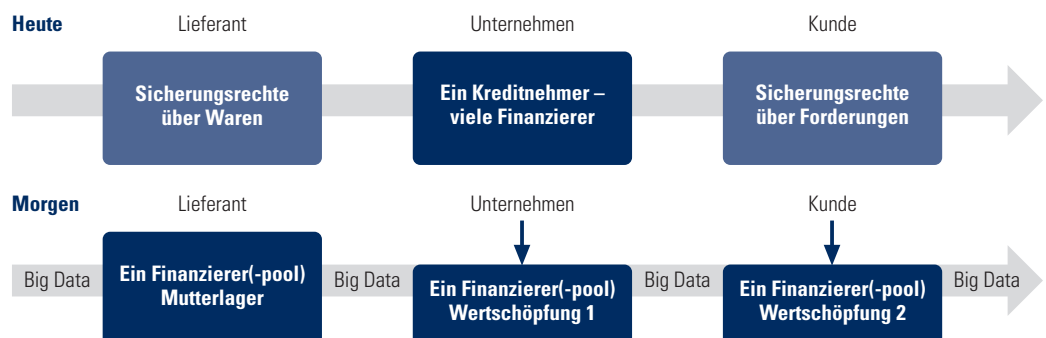 Heute
Lieferant
Unternehmen
Kunde
Sicherungsrechte
über Waren
Ein Kreditnehmer –
viele Finanzierer
Sicherungsrechte
über Forderungen
Morgen
Lieferant
Unternehmen
Kunde
Big Data
Ein Finanzierer(-pool)
Mutterlager
Big Data
Ein Finanzierer(-pool)
Wertschöpfung 1
Big Data
Ein Finanzierer(-pool)
Wertschöpfung 2
Big Data